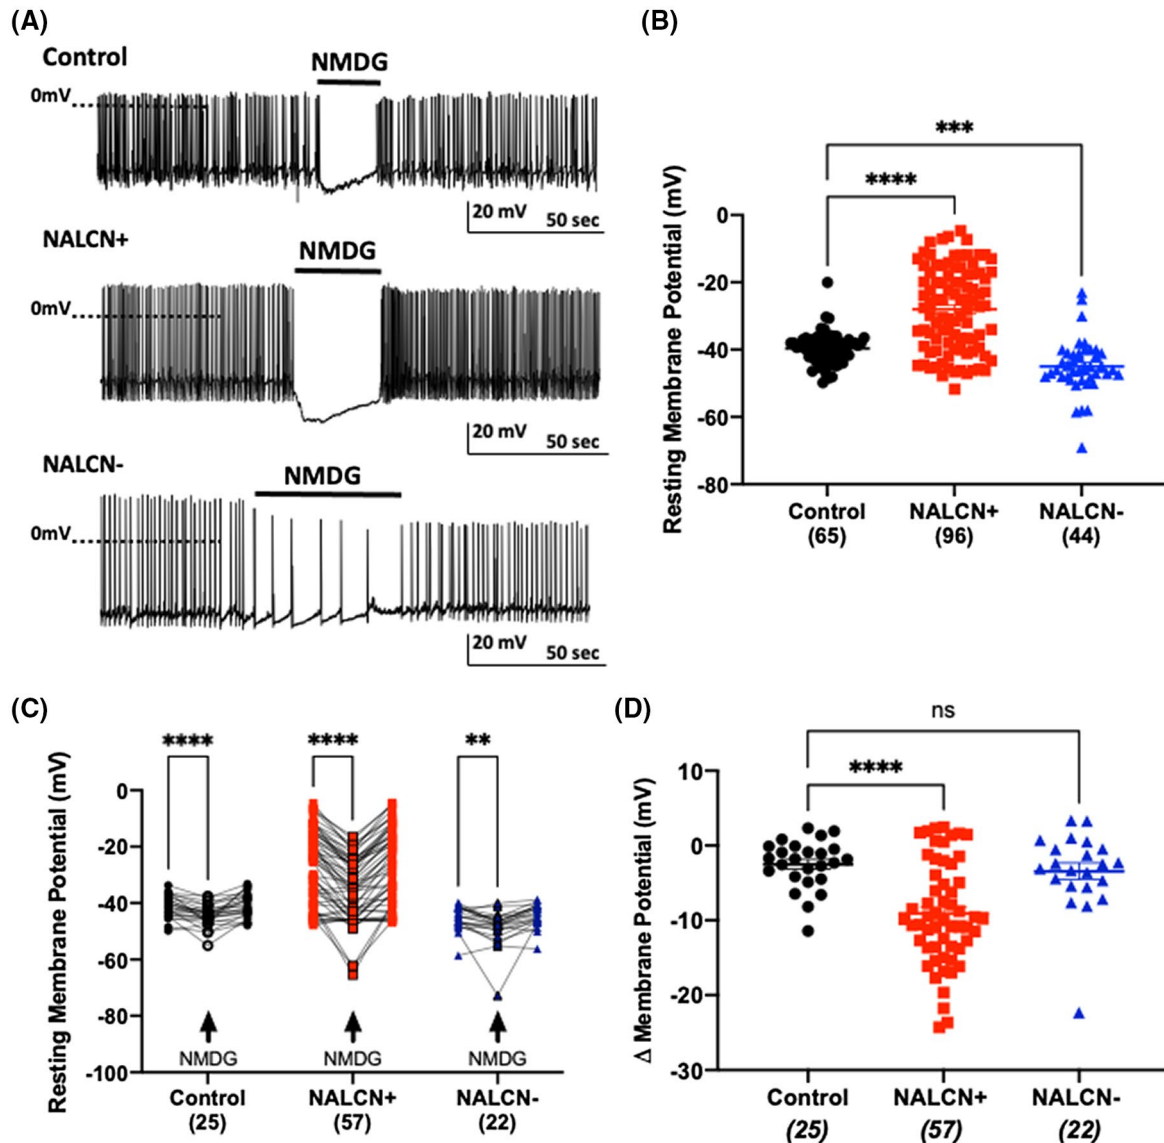 (A)
Control
NMDG
0mV
20 mV
50 sec
NALCN+
NMDG
0mV
20 mV
50 sec
NALCN-
NMDG
0mV
20 mV
50 sec
(B)
Resting Membrane Potential (mV)
***
****
0
-20
-40
-60
-80
Control NALCN+ NALCN-
(65) (96) (44)
(C)
Resting Membrane Potential (mV)
**** **** **
0
-20
-40
-60
-80
-100
NMDG NMDG NMDG
Control NALCN+ NALCN-
(25) (57) (22)
(D)
Δ Membrane Potential (mV)
ns
****
10
0
-10
-20
-30
Control NALCN+ NALCN-
(25) (57) (22)